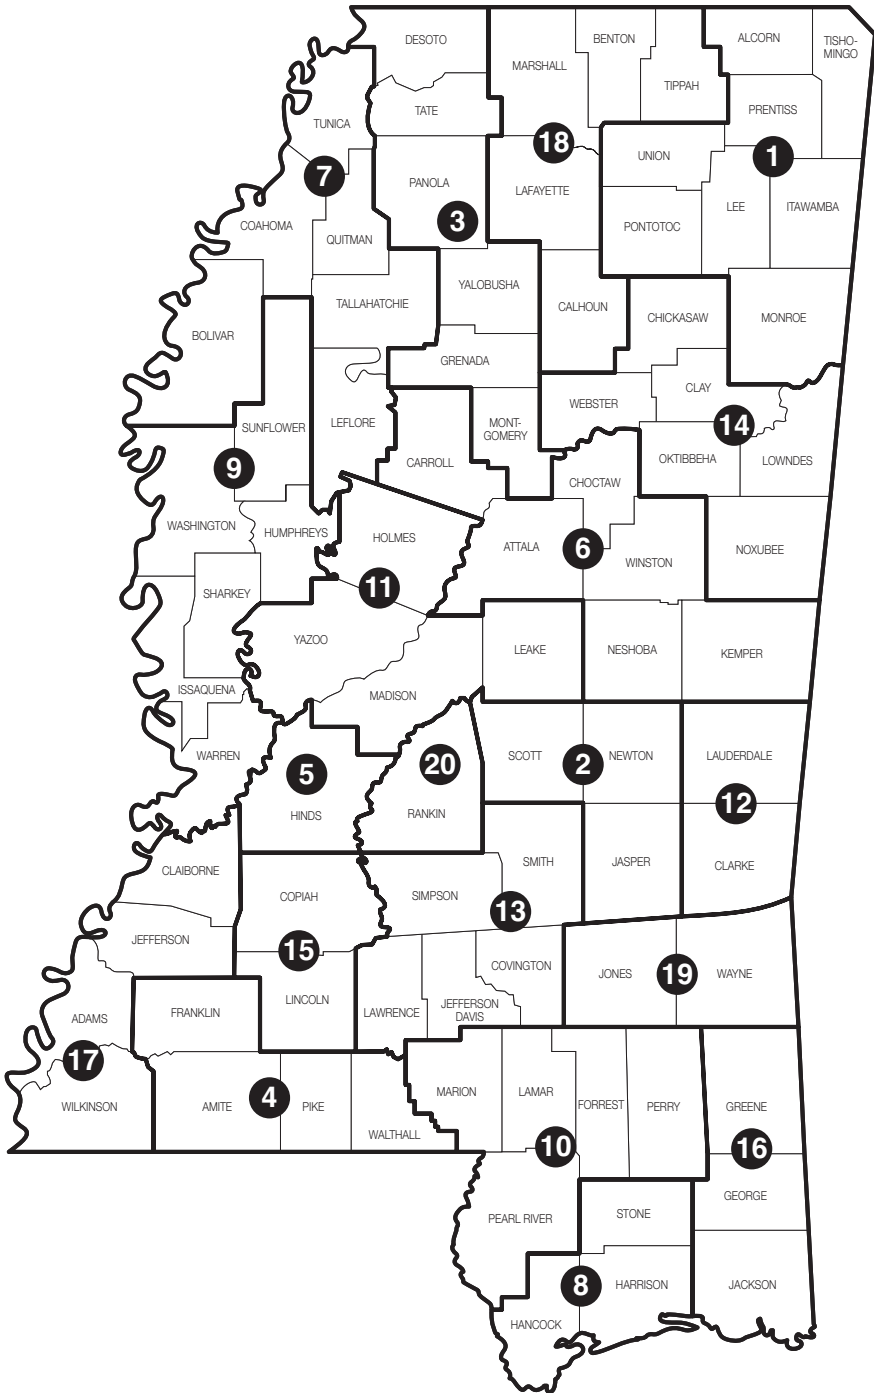 DESOTO
BENTON
ALCORN
TISHO-
MINGO
MARSHALL
TIPPAH
TATE
PRENTISS
TUNICA
18
UNION
1
7
PANOLA
LAFAYETTE
3
LEE
ITAWAMBA
COAHOMA
QUITMAN
PONTOTOC
YALOBUSHA
TALLAHATCHIE
CALHOUN
CHICKASAW
MONROE
BOLIVAR
GRENADA
CLAY
WEBSTER
SUNFLOWER
LEFLORE
MONT-
GOMERY
14
CARROLL
OKTIBBEHA
LOWNDES
9
CHOCTAW
WASHINGTON
HUMPHREYS
HOLMES
ATTALA
6
WINSTON
NOXUBEE
SHARKEY
11
YAZOO
LEAKE
NESHOBA
KEMPER
ISSAQUENA
MADISON
WARREN
5
20
SCOTT
2
NEWTON
LAUDERDALE
HINDS
RANKIN
12
CLAIBORNE
SMITH
JASPER
CLARKE
COPIAH
SIMPSON
13
JEFFERSON
15
COVINGTON
JONES
19
WAYNE
ADAMS
FRANKLIN
LINCOLN
LAWRENCE
JEFFERSON
DAVIS
17
WILKINSON
AMITE
4
PIKE
MARION
LAMAR
FORREST
PERRY
GREENE
WALTHALL
10
16
PEARL RIVER
STONE
GEORGE
8
HARRISON
JACKSON
HANCOCK